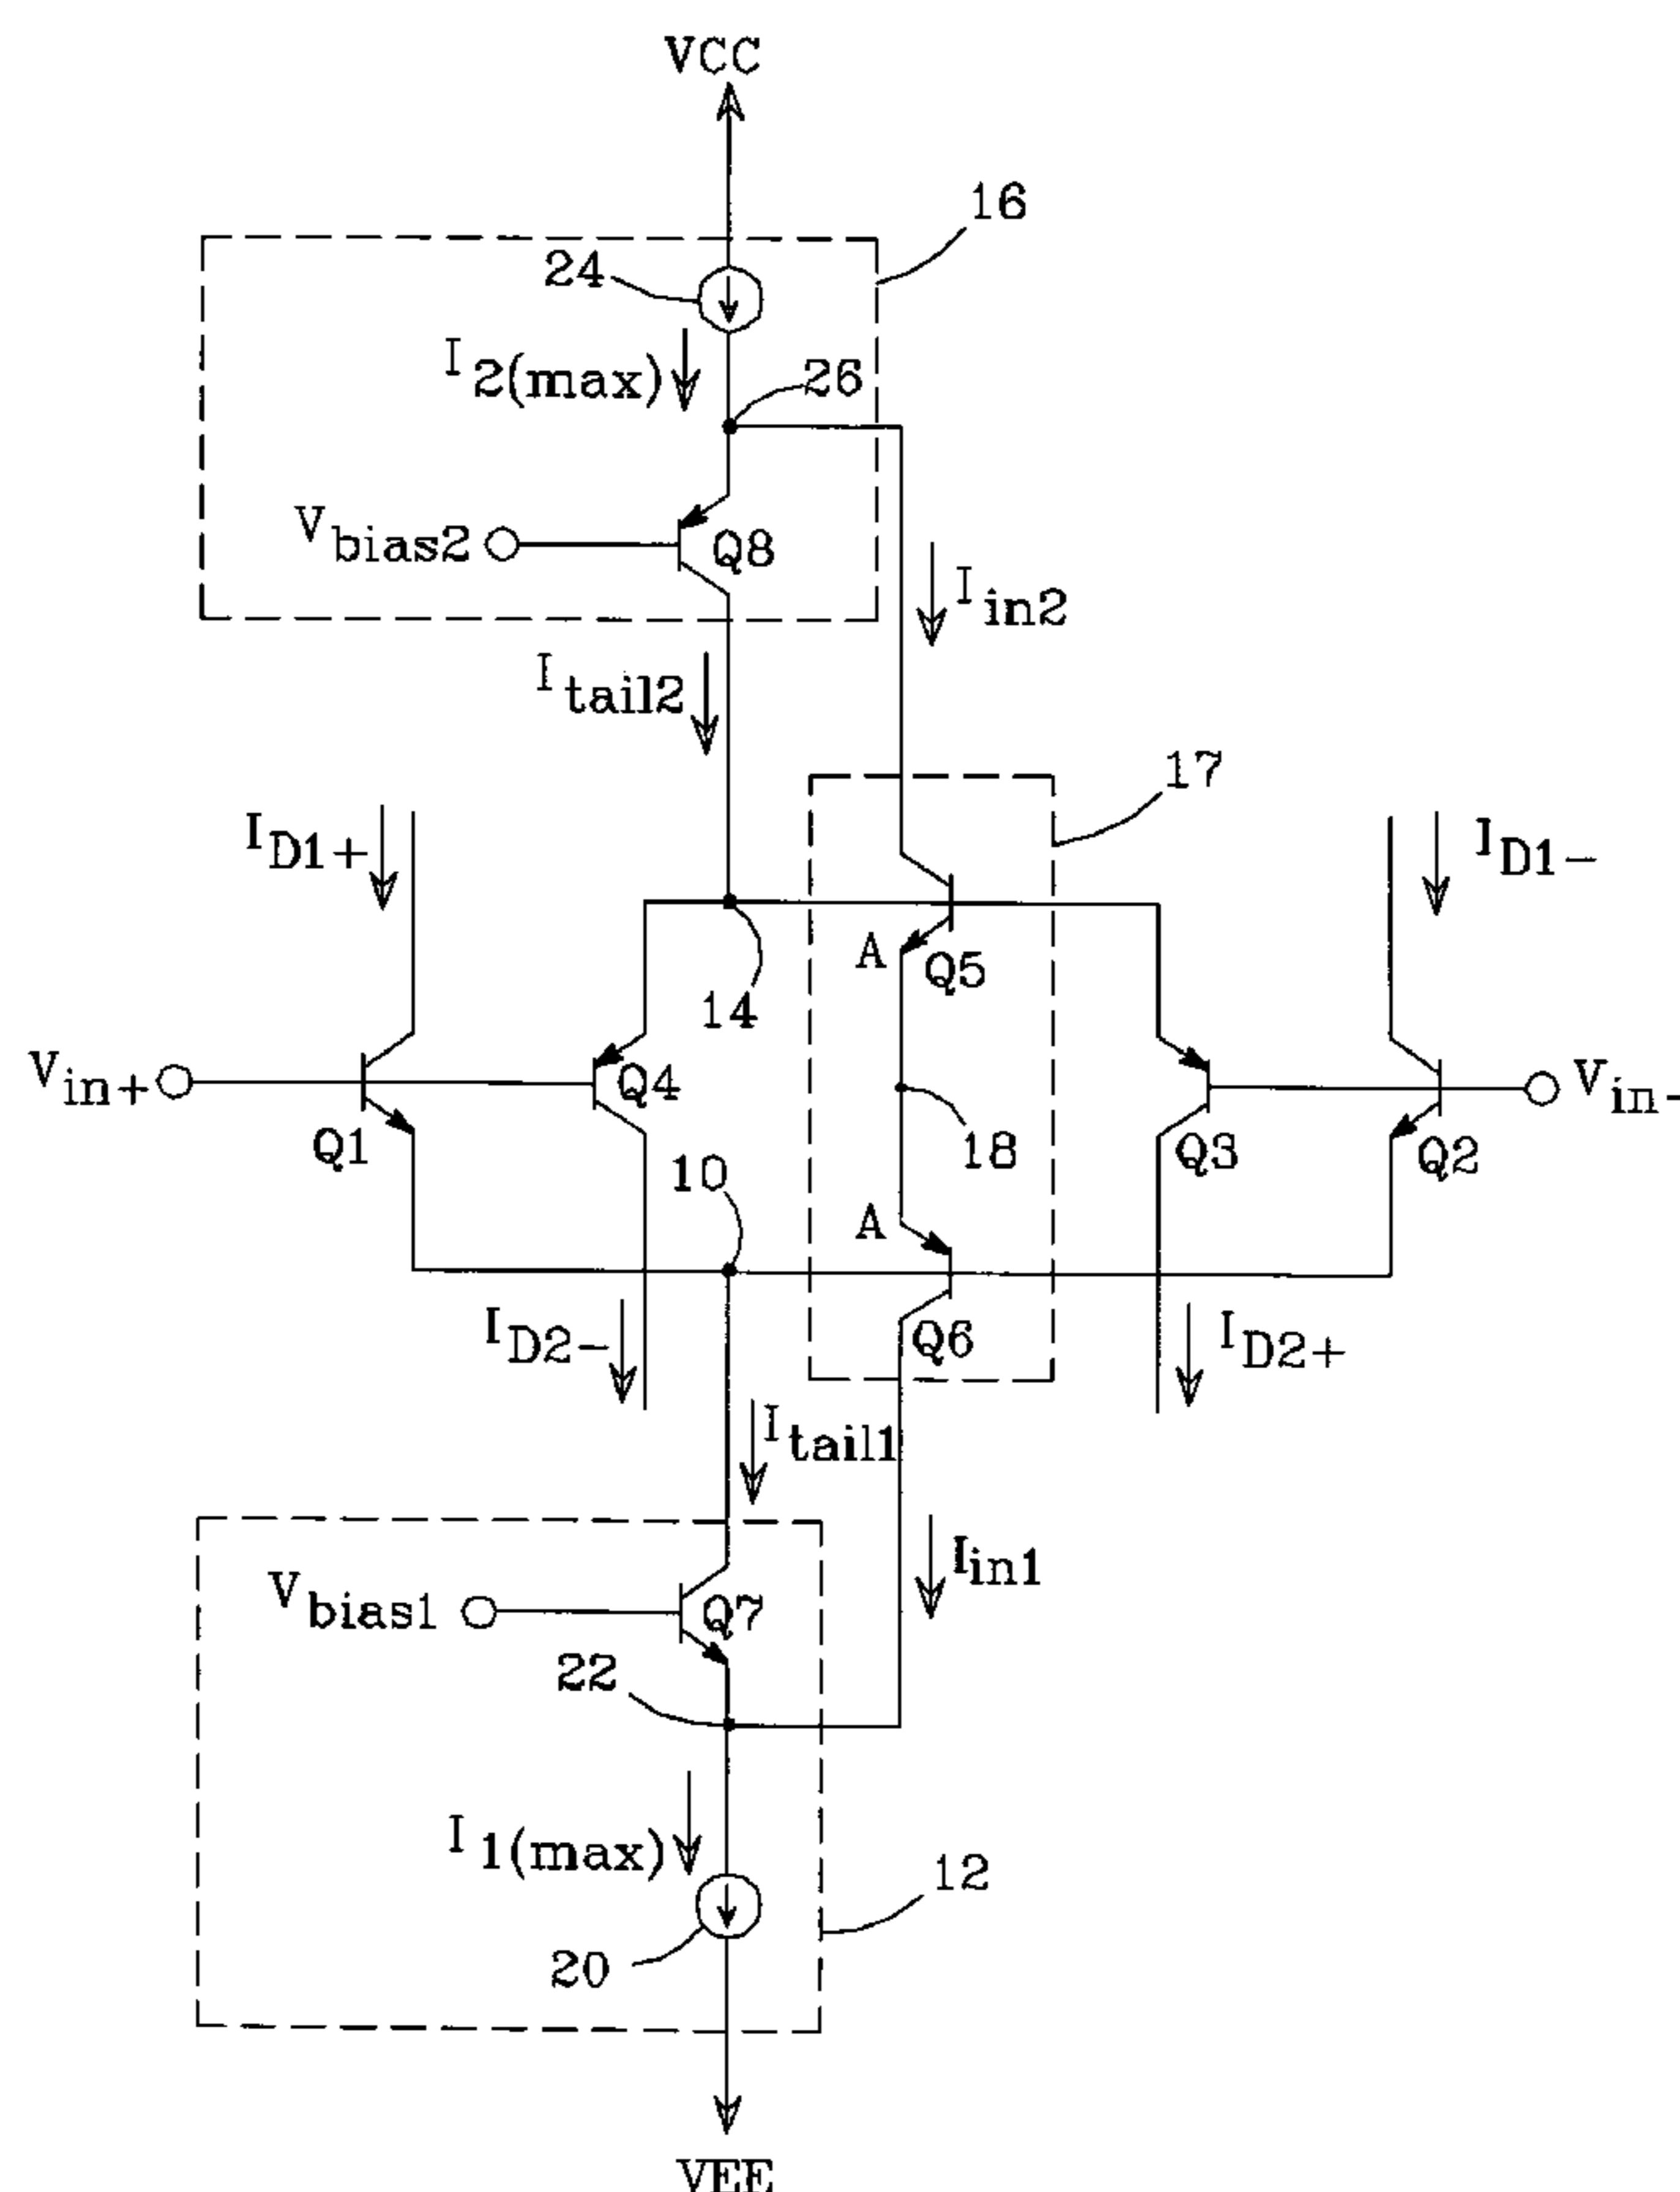 VCC
16
24
I2(max)
26
Vbias2
Q8
Iin2
Itail2
17
ID1+
ID1-
A
Q5
14
Vin+
Q4
Vin-
Q1
18
Q3
Q2
10
A
ID2-
Q6
ID2+
Itail1
Iin1
Vbias1
Q7
22
I1(max)
12
20
VEE